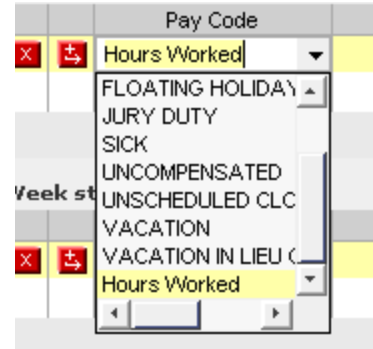 Pay Code
Hours Worked
FLOATING HOLIDAY
JURY DUTY
SICK
UNCOMPENSATED
Week st
UNSCHEDULED CLC
VACATION
VACATION IN LIEU
Hours Worked